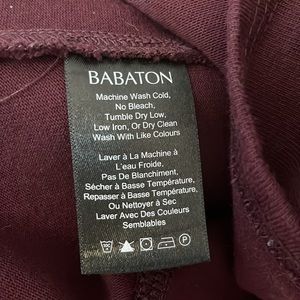 BABATON
Machine Wash Cold,
No Bleach,
Tumble Dry Low,
Low Iron, Or Dry Clean
Wash With Like Colours
Laver À La Machine à
L'eau Froide,
Pas De Blanchiment,
Sécher à Basse Température,
Repasser à Basse Température,
Ou Nettoyer à Sec
Laver Avec Des Couleurs
Semblables